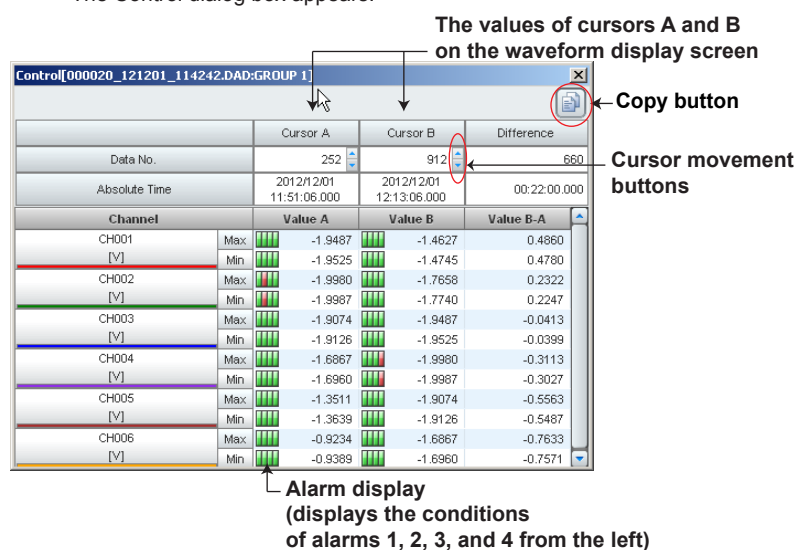 The Control dialog box appears.
The values of cursors A and B
on the waveform display screen
Control[000020_121201_114242.DAD:GROUP 1]
Copy button
Cursor A Cursor B Difference
Data No. 252 912 660
Cursor movement
buttons
Absolute Time 2012/12/01 11:51:06.000 2012/12/01 12:13:06.000 00:22:00.000
Channel Value A Value B Value B-A
CH001 [V] Max -1.9487 -1.4627 0.4860
Min -1.9525 -1.4745 0.4780
CH002 [V] Max -1.9980 -1.7658 0.2322
Min -1.9987 -1.7740 0.2247
CH003 [V] Max -1.9074 -1.9487 -0.0413
Min -1.9126 -1.9525 -0.0399
CH004 [V] Max -1.6867 -1.9980 -0.3113
Min -1.6960 -1.9987 -0.3027
CH005 [V] Max -1.3511 -1.9074 -0.5563
Min -1.3639 -1.9126 -0.5487
CH006 [V] Max -0.9234 -1.6867 -0.7633
Min -0.9389 -1.6960 -0.7571
Alarm display
(displays the conditions
of alarms 1, 2, 3, and 4 from the left)